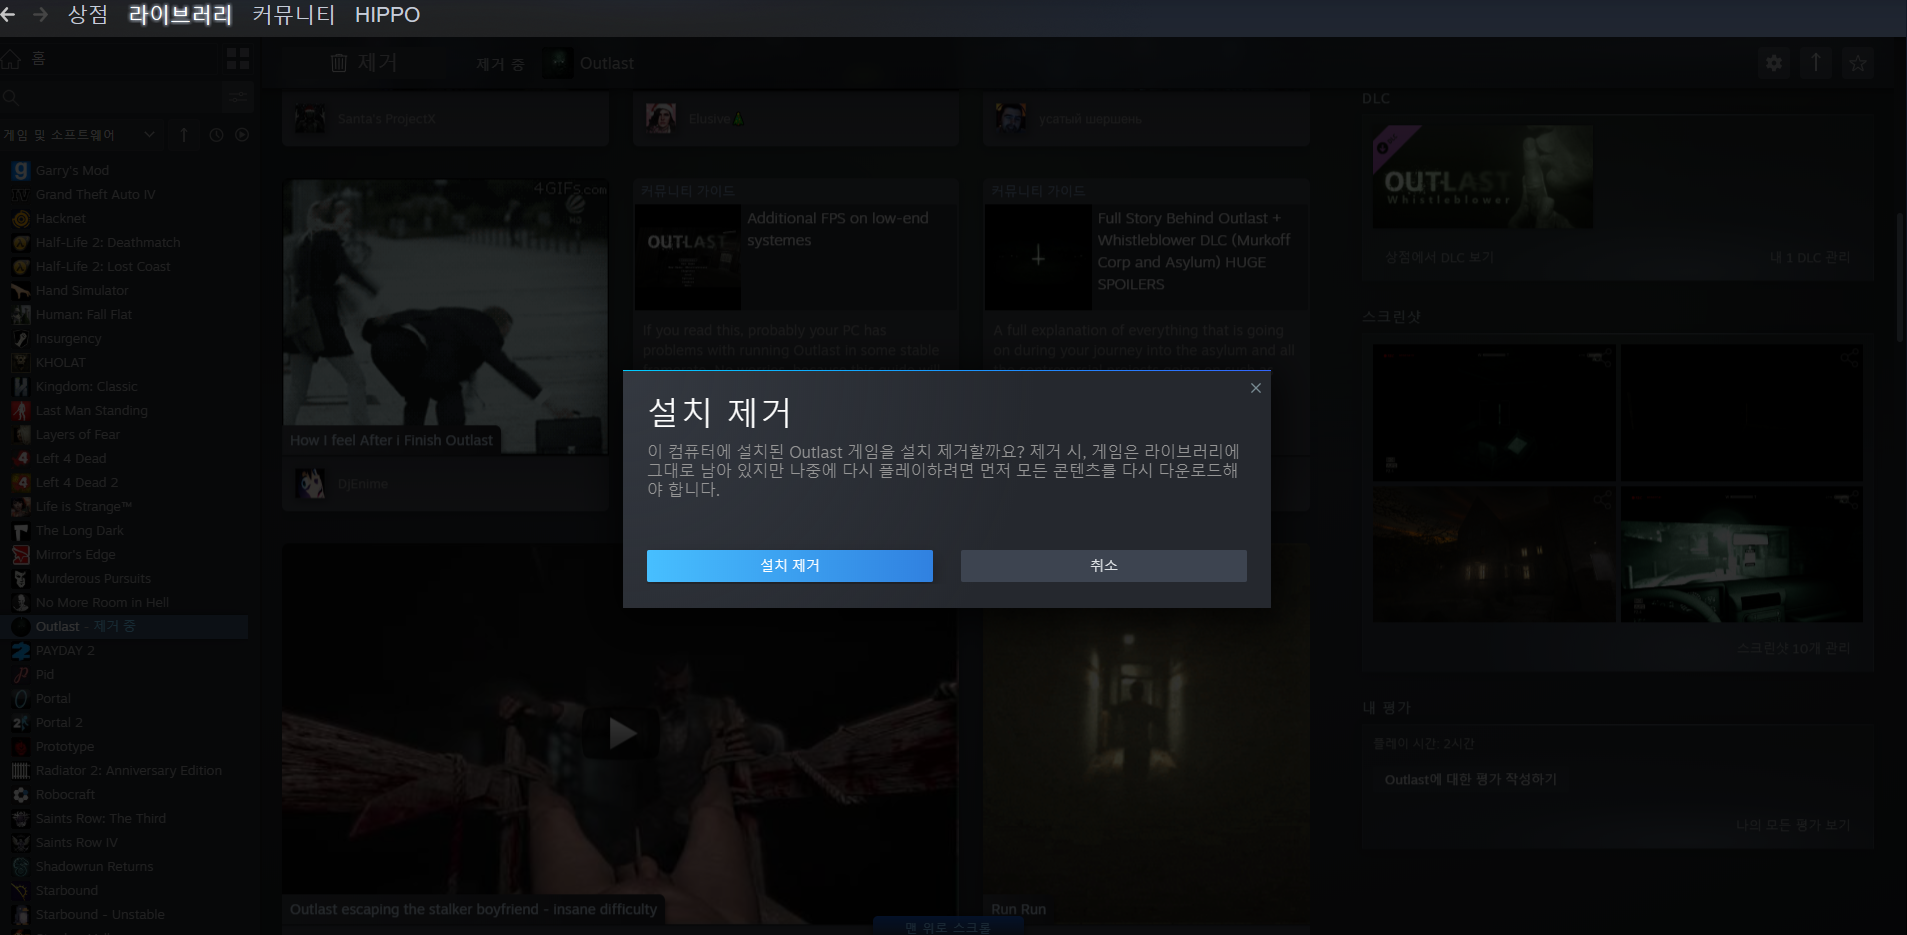 상점 라이브러리 커뮤니티 HIPPO
홈
게임 및 소프트웨어
Garry's Mod
Grand Theft Auto IV
Hacknet
Half-Life 2: Deathmatch
Half-Life 2: Lost Coast
Hand Simulator
Human: Fall Flat
Insurgency
KHOLAT
Kingdom: Classic
Last Man Standing
Layers of Fear
Left 4 Dead
Left 4 Dead 2
Life is Strange™
The Long Dark
Mirror's Edge
Murderous Pursuits
No More Room in Hell
Outlast - 제거 중
PAYDAY 2
Pid
Portal
Portal 2
Prototype
Radiator 2: Anniversary Edition
Robocraft
Saints Row: The Third
Saints Row IV
Shadowrun Returns
Starbound
Starbound - Unstable
제거 제거 중 Outlast
Santa's ProjectX
Elusive
усатый шершень
4GIFs.com
How I feel After i Finish Outlast
DjEnime
커뮤니티 가이드
OUTLAST
Additional FPS on low-end
systemes
If you read this, probably your PC has
problems with running Outlast in some stable
커뮤니티 가이드
Full Story Behind Outlast +
Whistleblower DLC (Murkoff
Corp and Asylum) HUGE
SPOILERS
A full explanation of everything that is going
on during your journey into the asylum and all
설치 제거
이 컴퓨터에 설치된 Outlast 게임을 설치 제거할까요? 제거 시, 게임은 라이브러리에
그대로 남아 있지만 나중에 다시 플레이하려면 먼저 모든 콘텐츠를 다시 다운로드해
야 합니다.
설치 제거
취소
Outlast escaping the stalker boyfriend - insane difficulty
Run Run
맨 위로 스크롤
DLC
OUTLAST
Whistleblower
상점에서 DLC 보기
내 1 DLC 관리
스크린샷
스크린샷 10개 관리
내 평가
플레이 시간: 2시간
Outlast에 대한 평가 작성하기
나의 모든 평가 보기